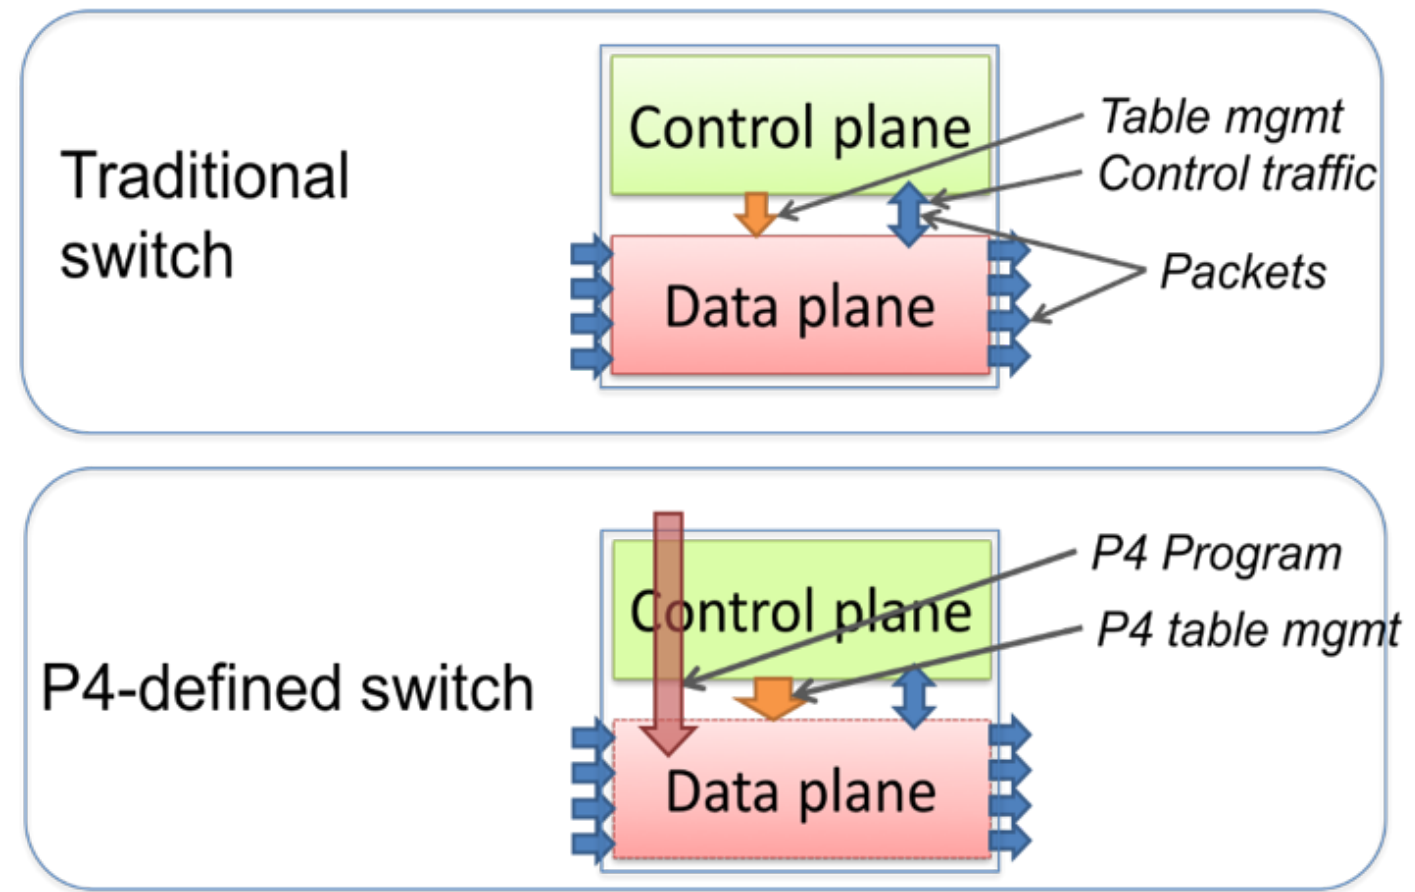 Traditional
switch
Control plane
Data plane
Table mgmt
Control traffic
Packets
P4-defined switch
Control plane
Data plane
P4 Program
P4 table mgmt